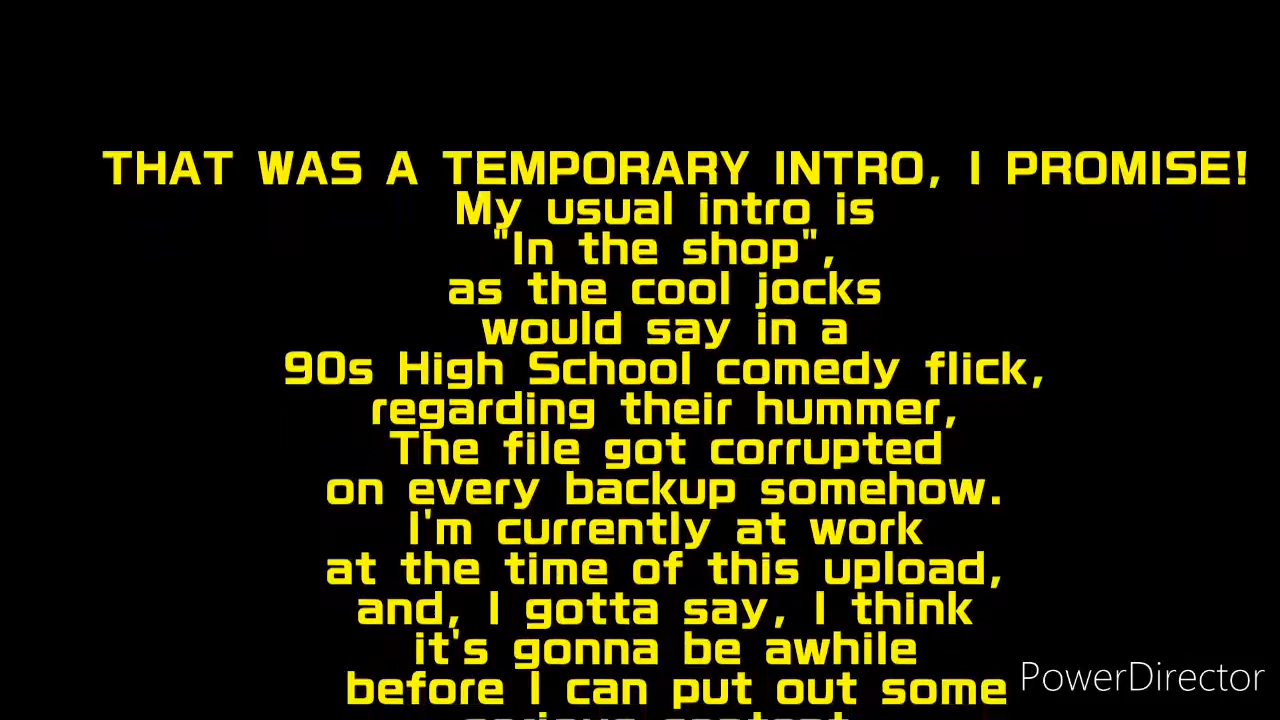 THAT WAS A TEMPORARY INTRO, I PROMISE!
My usual intro is
"In the shop",
as the cool jocks
would say in a
90s High School comedy flick,
regarding their hummer,
The file got corrupted
on every backup somehow.
I'm currently at work
at the time of this upload,
and, I gotta say, I think
it's gonna be awhile
before I can put out some
PowerDirector